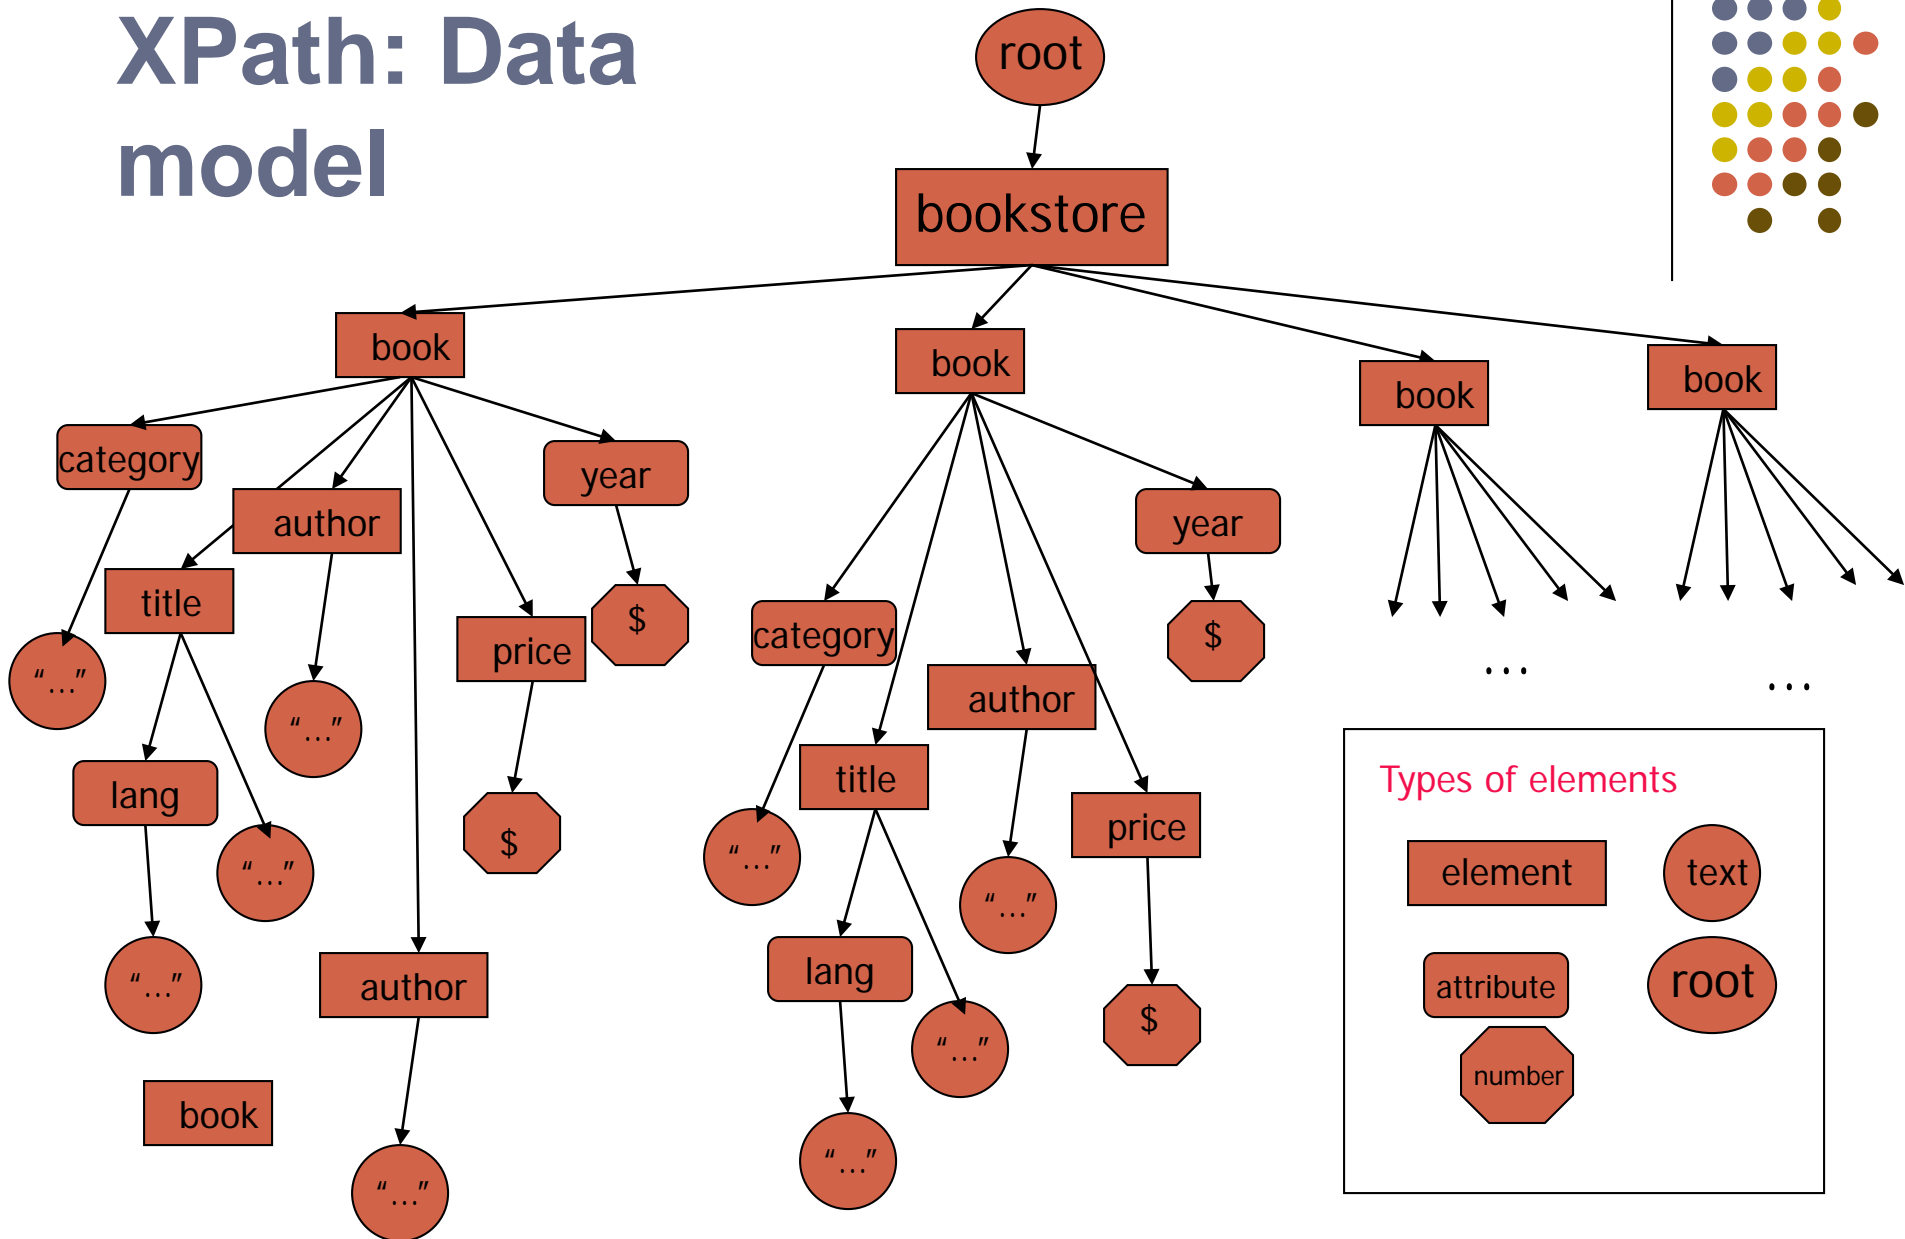 XPath: Data
model
root
bookstore
book
book
book
book
category
author
year
title
price
$
"..."
"..."
lang
"..."
$
"..."
author
book
"..."
category
year
author
$
title
price
"..."
"..."
lang
"..."
$
"..."
...
...
Types of elements
element
text
attribute
root
number